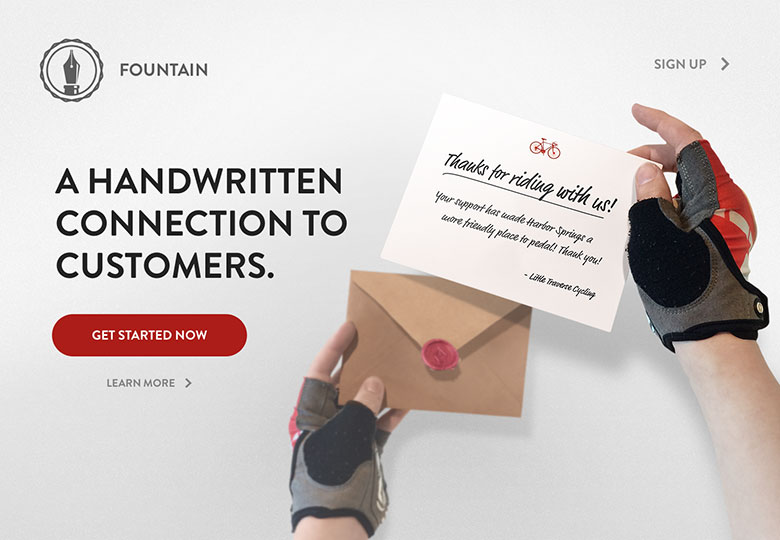 FOUNTAIN
SIGN UP
A HANDWRITTEN
CONNECTION TO
CUSTOMERS.
GET STARTED NOW
LEARN MORE
Thanks for riding with us!
Your support has made Harbor Springs a
more friendly place to pedal! Thank you!
- Little Traverse Cycling